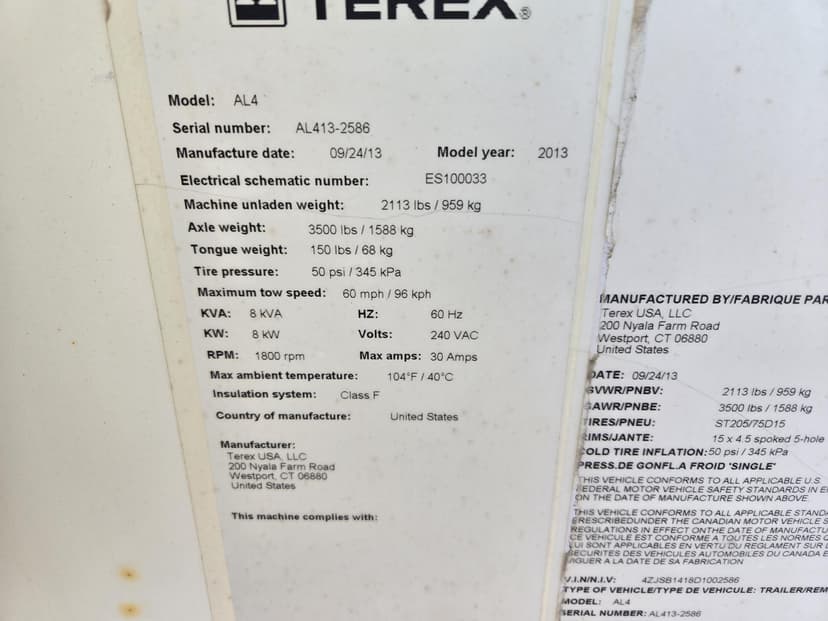 TEREX®
Model: AL4
Serial number: AL413-2586
Manufacture date: 09/24/13 Model year: 2013
Electrical schematic number: ES100033
Machine unladen weight: 2113 lbs / 959 kg
Axle weight: 3500 lbs / 1588 kg
Tongue weight: 150 lbs / 68 kg
Tire pressure: 50 psi / 345 kPa
Maximum tow speed: 60 mph / 96 kph
KVA: 8 kVA HZ: 60 Hz
KW: 8 kW Volts: 240 VAC
RPM: 1800 rpm Max amps: 30 Amps
Max ambient temperature: 104°F / 40°C
Insulation system: Class F
Country of manufacture: United States
Manufacturer:
Terex USA, LLC
200 Nyala Farm Road
Westport, CT 06880
United States
This machine complies with:
MANUFACTURED BY/FABRIQUE PAR
Terex USA, LLC
200 Nyala Farm Road
Westport, CT 06880
United States
DATE: 09/24/13
GVWR/PNBV: 2113 lbs / 959 kg
GAWR/PNBE: 3500 lbs / 1588 kg
TIRES/PNEU: ST205/75D15
RIMS/JANTE: 15 x 4.5 spoked 5-hole
COLD TIRE INFLATION: 50 psi / 345 kPa
PRESS.DE GONFL.A FROID 'SINGLE'
THIS VEHICLE CONFORMS TO ALL APPLICABLE U.S.
FEDERAL MOTOR VEHICLE SAFETY STANDARDS IN E
ON THE DATE OF MANUFACTURE SHOWN ABOVE.
THIS VEHICLE CONFORMS TO ALL APPLICABLE STANDA
PRESCRIBEDUNDER THE CANADIAN MOTOR VEHICLE S
REGULATIONS IN EFFECT ONTHE DATE OF MANUFACTU
CE VEHICULE EST CONFORME A TOUTES LES NORMES Q
LUI SONT APPLICABLES EN VERTU DU REGLAMENT SUR L
SECURITES DES VEHICULES AUTOMOBILES DU CANADA E
VIGUER A LA DATE DE SA FABRICATION
V.I.N/N.I.V: 4ZJSB1418D1002586
TYPE OF VEHICLE/TYPE DE VEHICULE: TRAILER/REM
MODEL: AL4
SERIAL NUMBER: AL413-2586